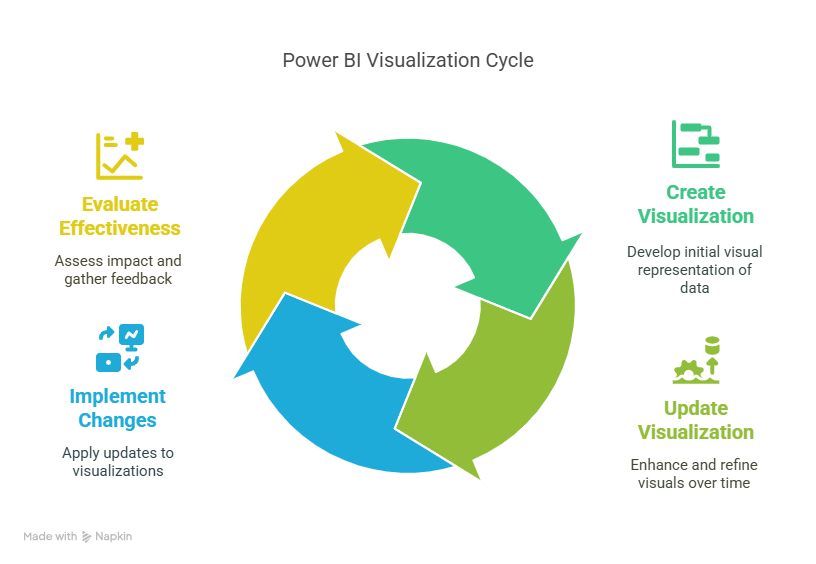 Power BI Visualization Cycle
Evaluate
Effectiveness
Assess impact and
gather feedback
Create
Visualization
Develop initial visual
representation of
data
Implement
Changes
Apply updates to
visualizations
Update
Visualization
Enhance and refine
visuals over time
Made with Napkin